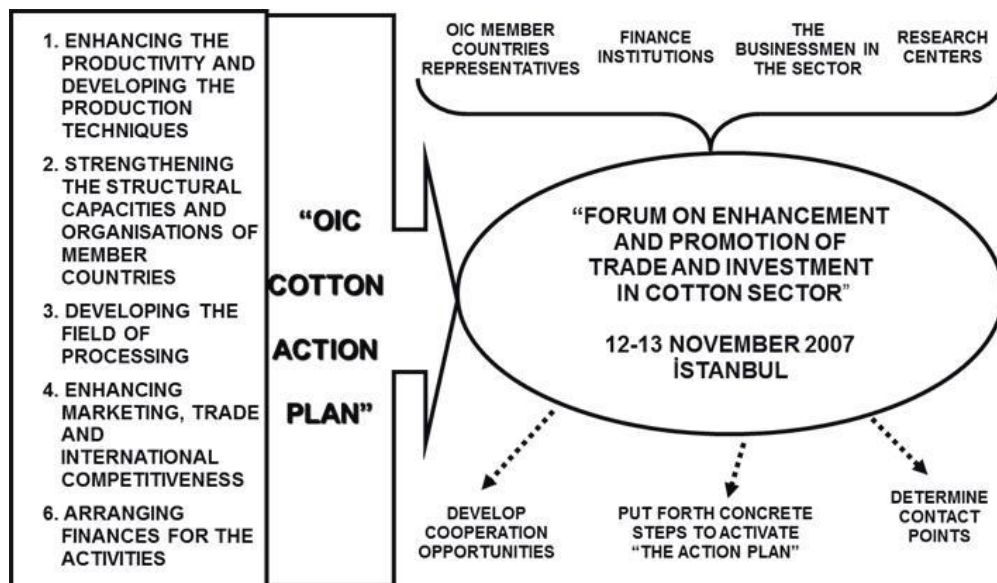 1. ENHANCING THE
PRODUCTIVITY AND
DEVELOPING THE
PRODUCTION
TECHNIQUES
2. STRENGTHENING
THE STRUCTURAL
CAPACITIES AND
ORGANISATIONS OF
MEMBER
COUNTRIES
3. DEVELOPING THE
FIELD OF
PROCESSING
4. ENHANCING
MARKETING, TRADE
AND
INTERNATIONAL
COMPETITIVENESS
6. ARRANGING
FINANCES FOR THE
ACTIVITIES
“OIC
COTTON
ACTION
PLAN”
OIC MEMBER
COUNTRIES
REPRESENTATIVES
FINANCE
INSTITUTIONS
THE
BUSINESSMEN IN
THE SECTOR
RESEARCH
CENTERS
“FORUM ON ENHANCEMENT
AND PROMOTION OF
TRADE AND INVESTMENT
IN COTTON SECTOR”
12-13 NOVEMBER 2007
İSTANBUL
DEVELOP
COOPERATION
OPPORTUNITIES
PUT FORTH CONCRETE
STEPS TO ACTIVATE
“THE ACTION PLAN”
DETERMINE
CONTACT
POINTS